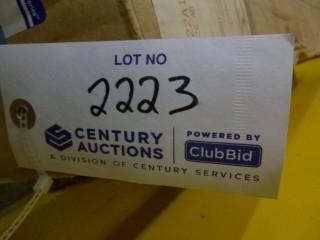 LOT NO
2223
CENTURY
AUCTIONS
A DIVISION OF CENTURY SERVICES
POWERED BY
ClubBid